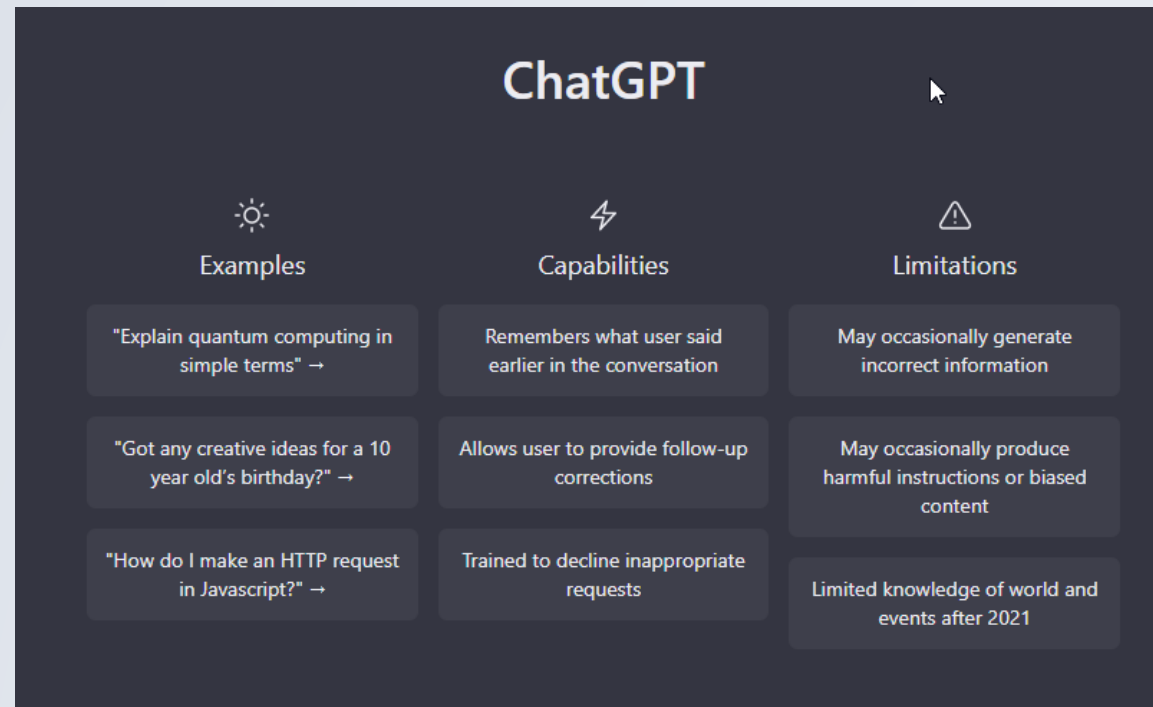 ChatGPT
Examples
"Explain quantum computing in
simple terms" →
"Got any creative ideas for a 10
year old's birthday?" →
"How do I make an HTTP request
in Javascript?" →
Capabilities
Remembers what user said
earlier in the conversation
Allows user to provide follow-up
corrections
Trained to decline inappropriate
requests
Limitations
May occasionally generate
incorrect information
May occasionally produce
harmful instructions or biased
content
Limited knowledge of world and
events after 2021